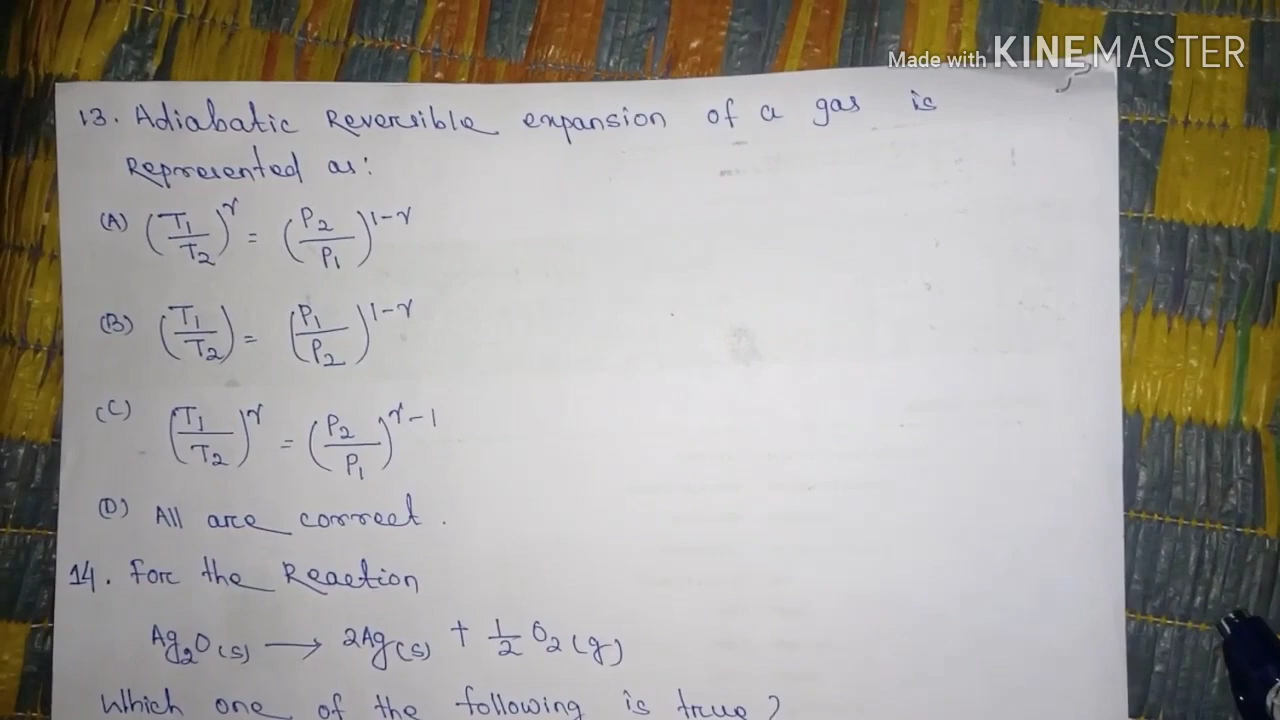 Made with KINEMASTER
13. Adiabatic Reversible expansion of a gas is
Represented as:
(A) (T1/T2)^γ = (P2/P1)^1-γ
(B) (T1/T2) = (P1/P2)^1-γ
(C) (T1/T2)^γ = (P2/P1)^γ-1
(D) All are correct.
14. For the Reaction
Ag2O(s) → 2Ag(s) + 1/2 O2(g)
Which one of the following is true?